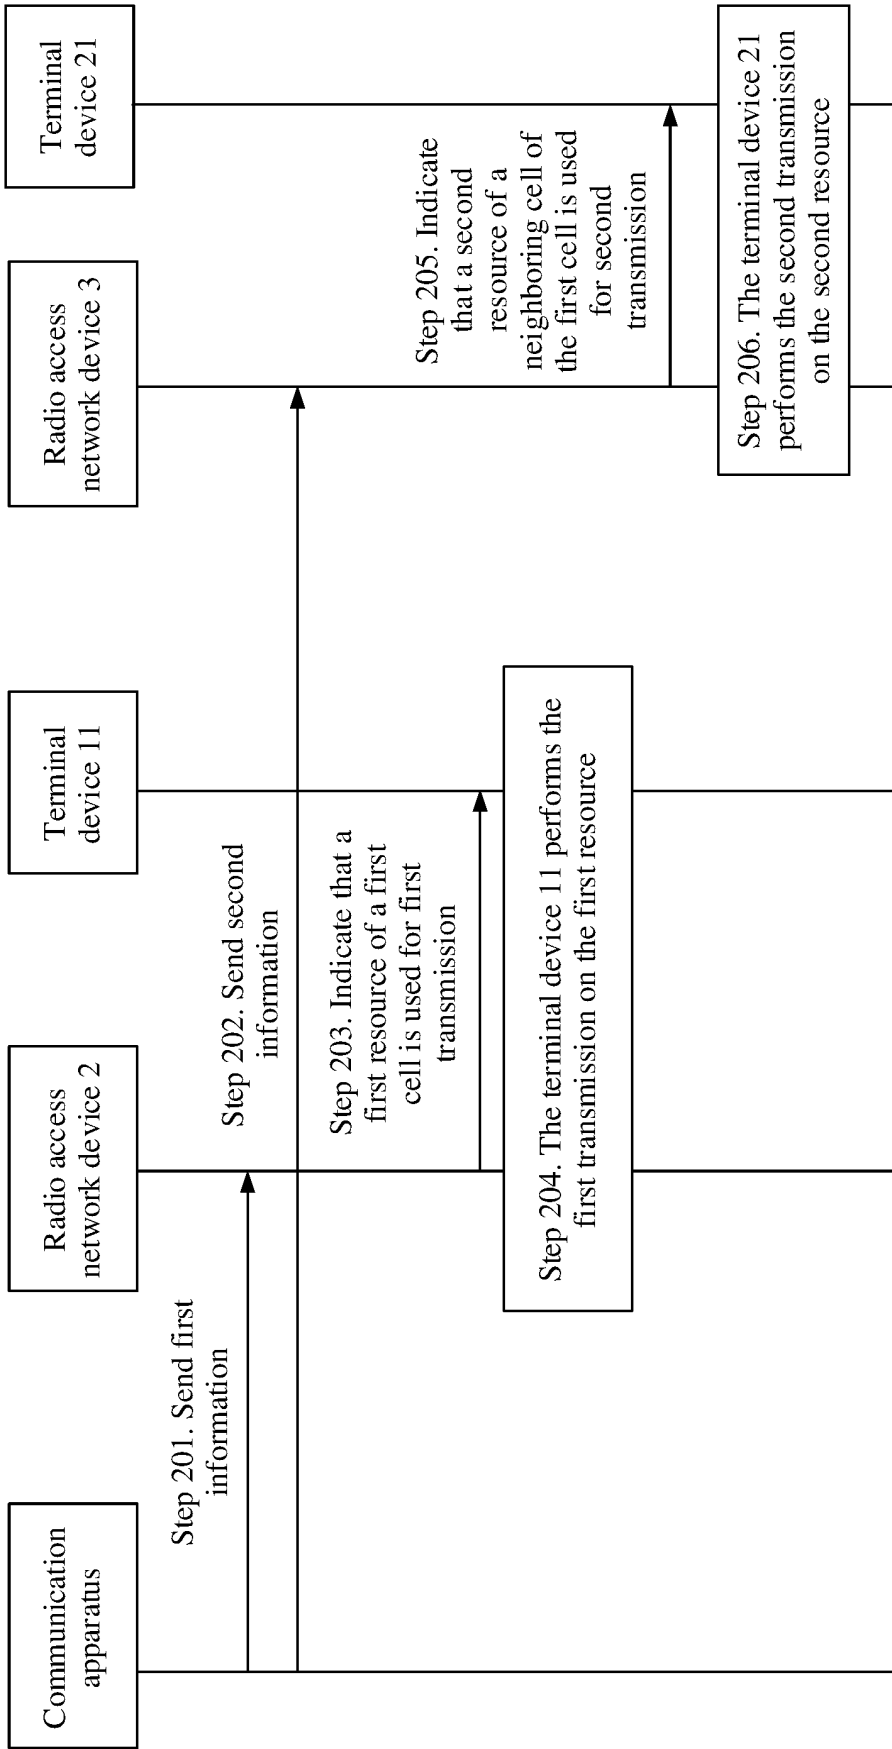 Communication
apparatus
Radio access
network device 2
Terminal
device 11
Radio access
network device 3
Terminal
device 21
Step 201. Send first
information
Step 202. Send second
information
Step 203. Indicate that a
first resource of a first
cell is used for first
transmission
Step 204. The terminal device 11 performs the
first transmission on the first resource
Step 205. Indicate
that a second
resource of a
neighboring cell of
the first cell is used
for second
transmission
Step 206. The terminal device 21
performs the second transmission
on the second resource